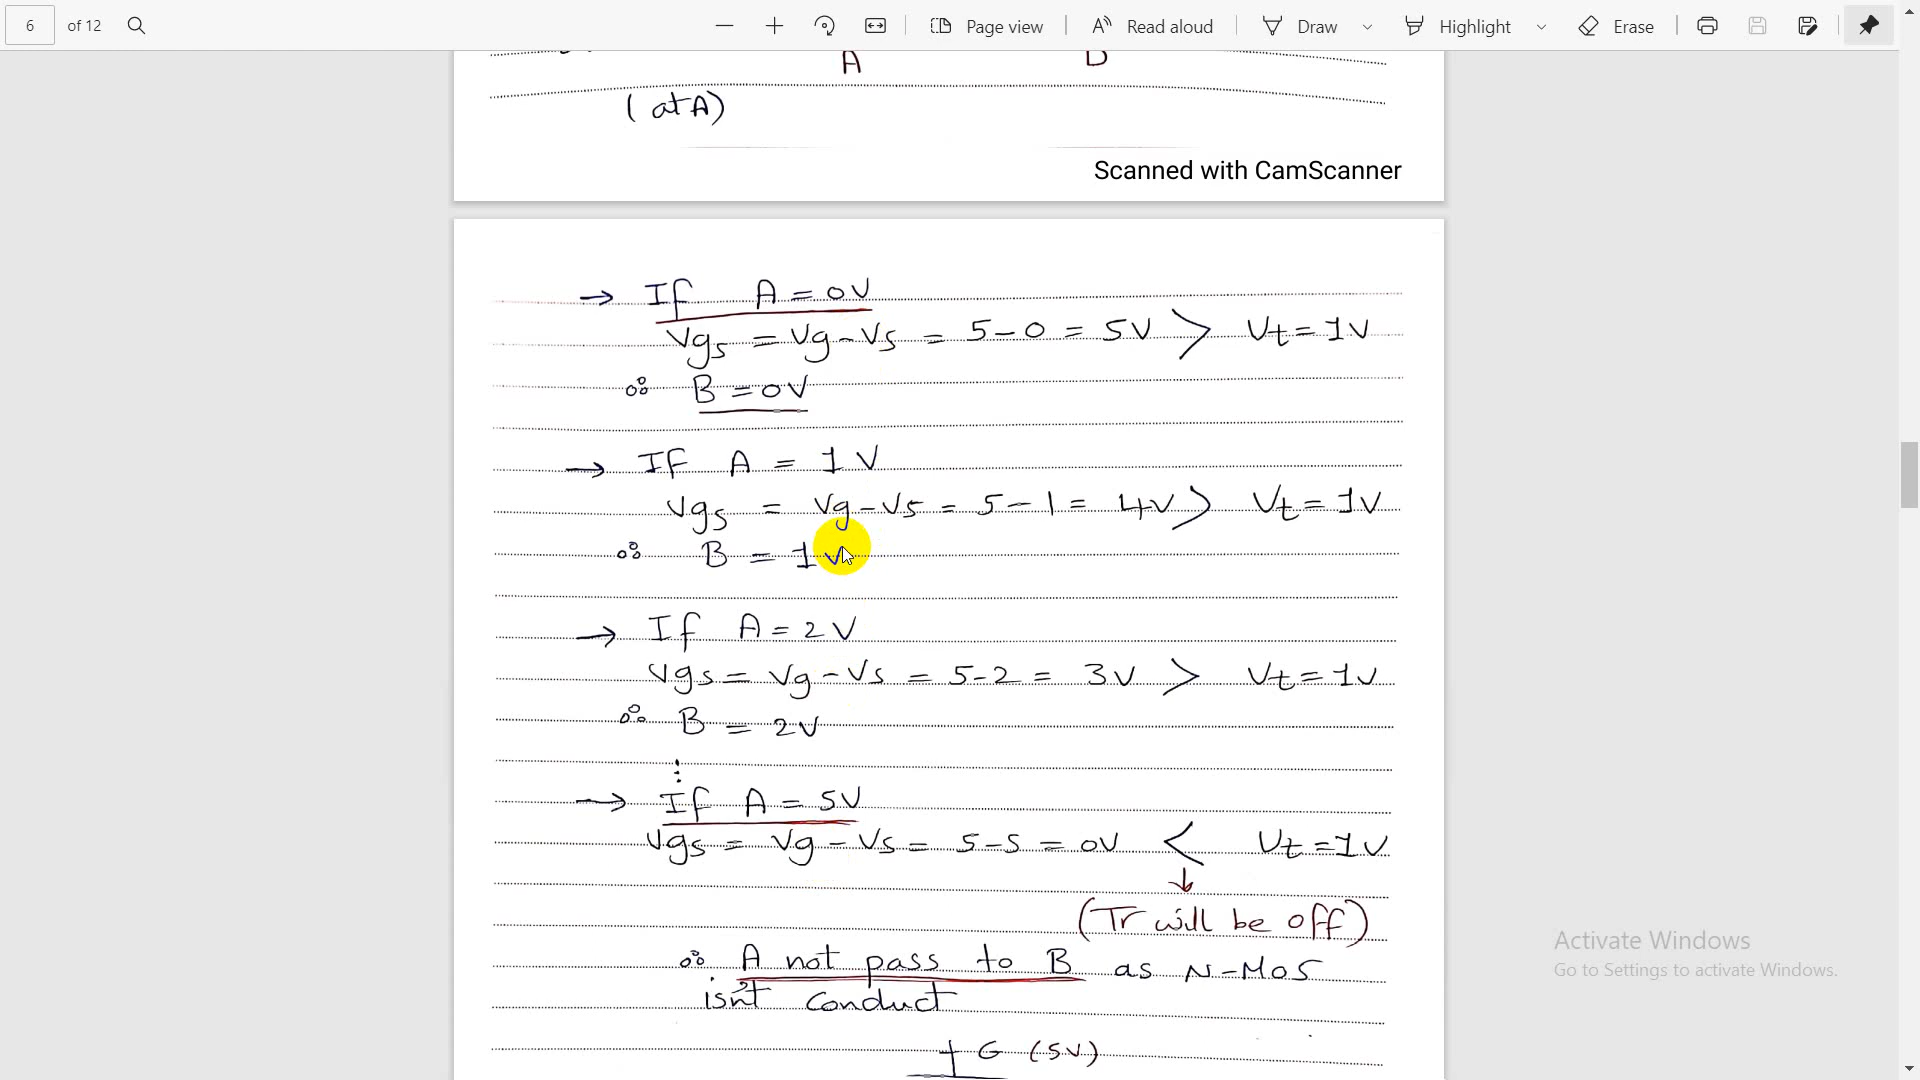 6 of 12 Page view Read aloud Draw Highlight Erase
A
(at A)
Scanned with CamScanner
→ If A = 0V
Vgs = Vg - Vs = 5 - 0 = 5V > Vt = 1V
∴ B = 0V
→ IF A = 1V
Vgs = Vg - Vs = 5 - 1 = 4V > Vt = 1V
∴ B = 1V
→ If A = 2V
Vgs = Vg - Vs = 5 - 2 = 3V > Vt = 1V
∴ B = 2V
⋮
→ If A = 5V
Vgs = Vg - Vs = 5 - 5 = 0V < Vt = 1V
↓
(Tr will be off)
∴ A not pass to B as N-MOS
isn't conduct
G (5V)
Activate Windows
Go to Settings to activate Windows.